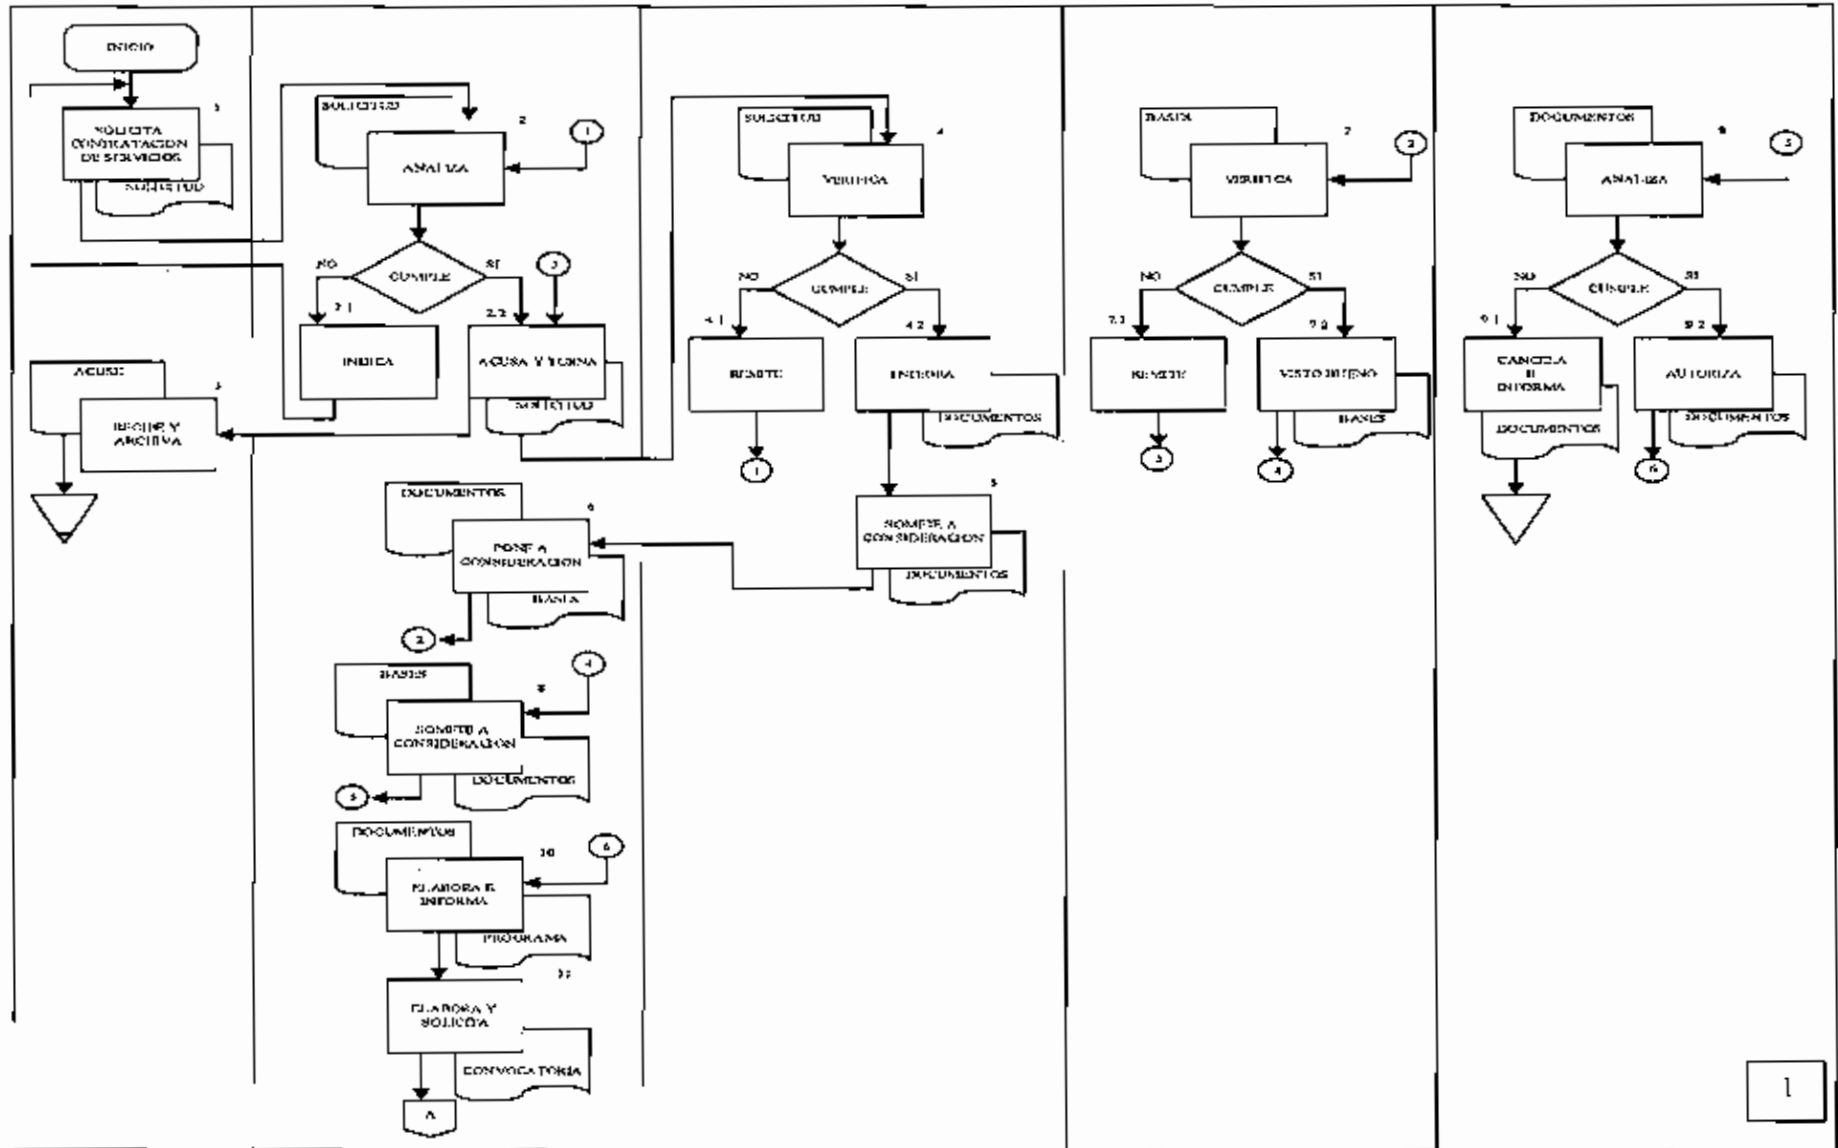 INICIO
1
SOLICITA
CONTRATACION
DE SERVICIOS
SOLICITUD
ACUSE
3
RECIBE Y
ARCHIVA
SOLICITUD
2
1
ANALIZA
NO
CUMPLE
SI
3
2.1
INDICA
2.2
ACUSA Y TURNA
SOLICITUD
DOCUMENTOS
6
PONE A
CONSIDERACION
BASES
2
BASES
8
4
SOMETE A
CONSIDERACION
DOCUMENTOS
5
DOCUMENTOS
10
6
ELABORA E
INFORMA
PROGRAMA
11
ELABORA Y
SOLICITA
CONVOCATORIA
A
SOLICITUD
4
VERIFICA
NO
CUMPLE
SI
4.1
REMITE
1
4.2
INTEGRA
DOCUMENTOS
5
SOMETE A
CONSIDERACION
DOCUMENTOS
BASES
7
2
VERIFICA
NO
CUMPLE
SI
7.1
REMITE
3
7.2
VISTO BUENO
BASES
4
DOCUMENTOS
9
5
ANALIZA
NO
CUMPLE
SI
9.1
CANCELA
E
INFORMA
DOCUMENTOS
9.2
AUTORIZA
DOCUMENTOS
6
1